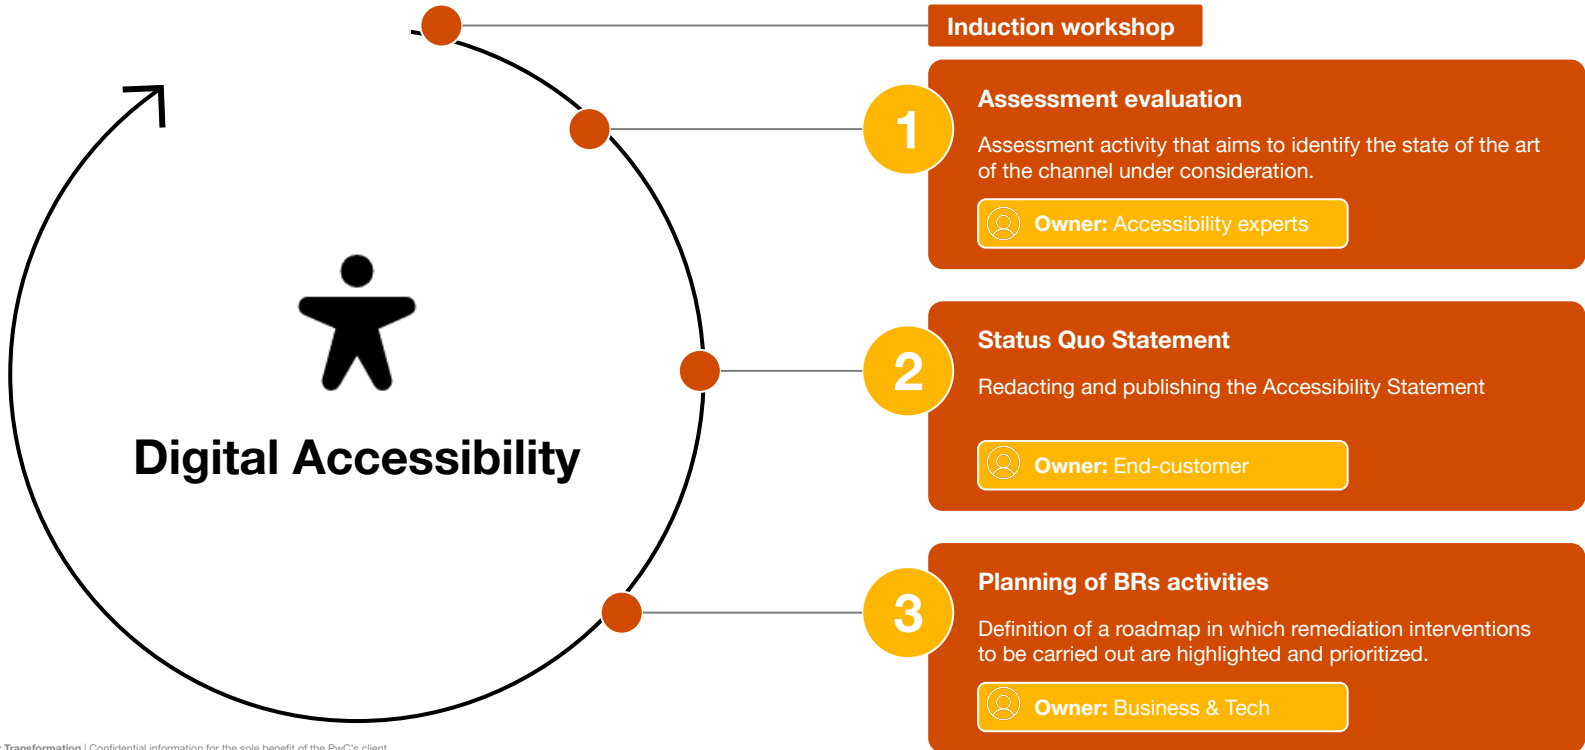 Induction workshop
1
Assessment evaluation
Assessment activity that aims to identify the state of the art
of the channel under consideration.
Owner: Accessibility experts
2
Status Quo Statement
Redacting and publishing the Accessibility Statement
Owner: End-customer
Digital Accessibility
3
Planning of BRs activities
Definition of a roadmap in which remediation interventions
to be carried out are highlighted and prioritized.
Owner: Business & Tech
Transformation | Confidential information for the sole benefit of the PwC's client